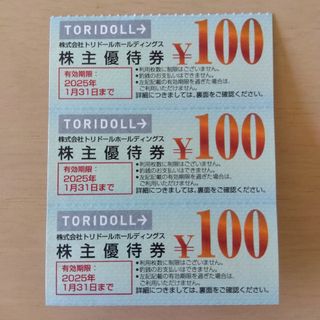 TORIDOLL→
株式会社トリドールホールディングス
株主優待券
¥100
有効期限：
2025年
1月31日まで
・利用枚数に制限はございません。
・釣銭のお支払いはできません。
・左記記載の有効期限を過ぎた場合は、
ご利用いただけません。
詳細につきましては、裏面をご確認ください。
TORIDOLL→
株式会社トリドールホールディングス
株主優待券
¥100
有効期限：
2025年
1月31日まで
・利用枚数に制限はございません。
・釣銭のお支払いはできません。
・左記記載の有効期限を過ぎた場合は、
ご利用いただけません。
詳細につきましては、裏面をご確認ください。
TORIDOLL→
株式会社トリドールホールディングス
株主優待券
¥100
有効期限：
2025年
1月31日まで
・利用枚数に制限はございません。
・釣銭のお支払いはできません。
・左記記載の有効期限を過ぎた場合は、
ご利用いただけません。
詳細につきましては、裏面をご確認ください。